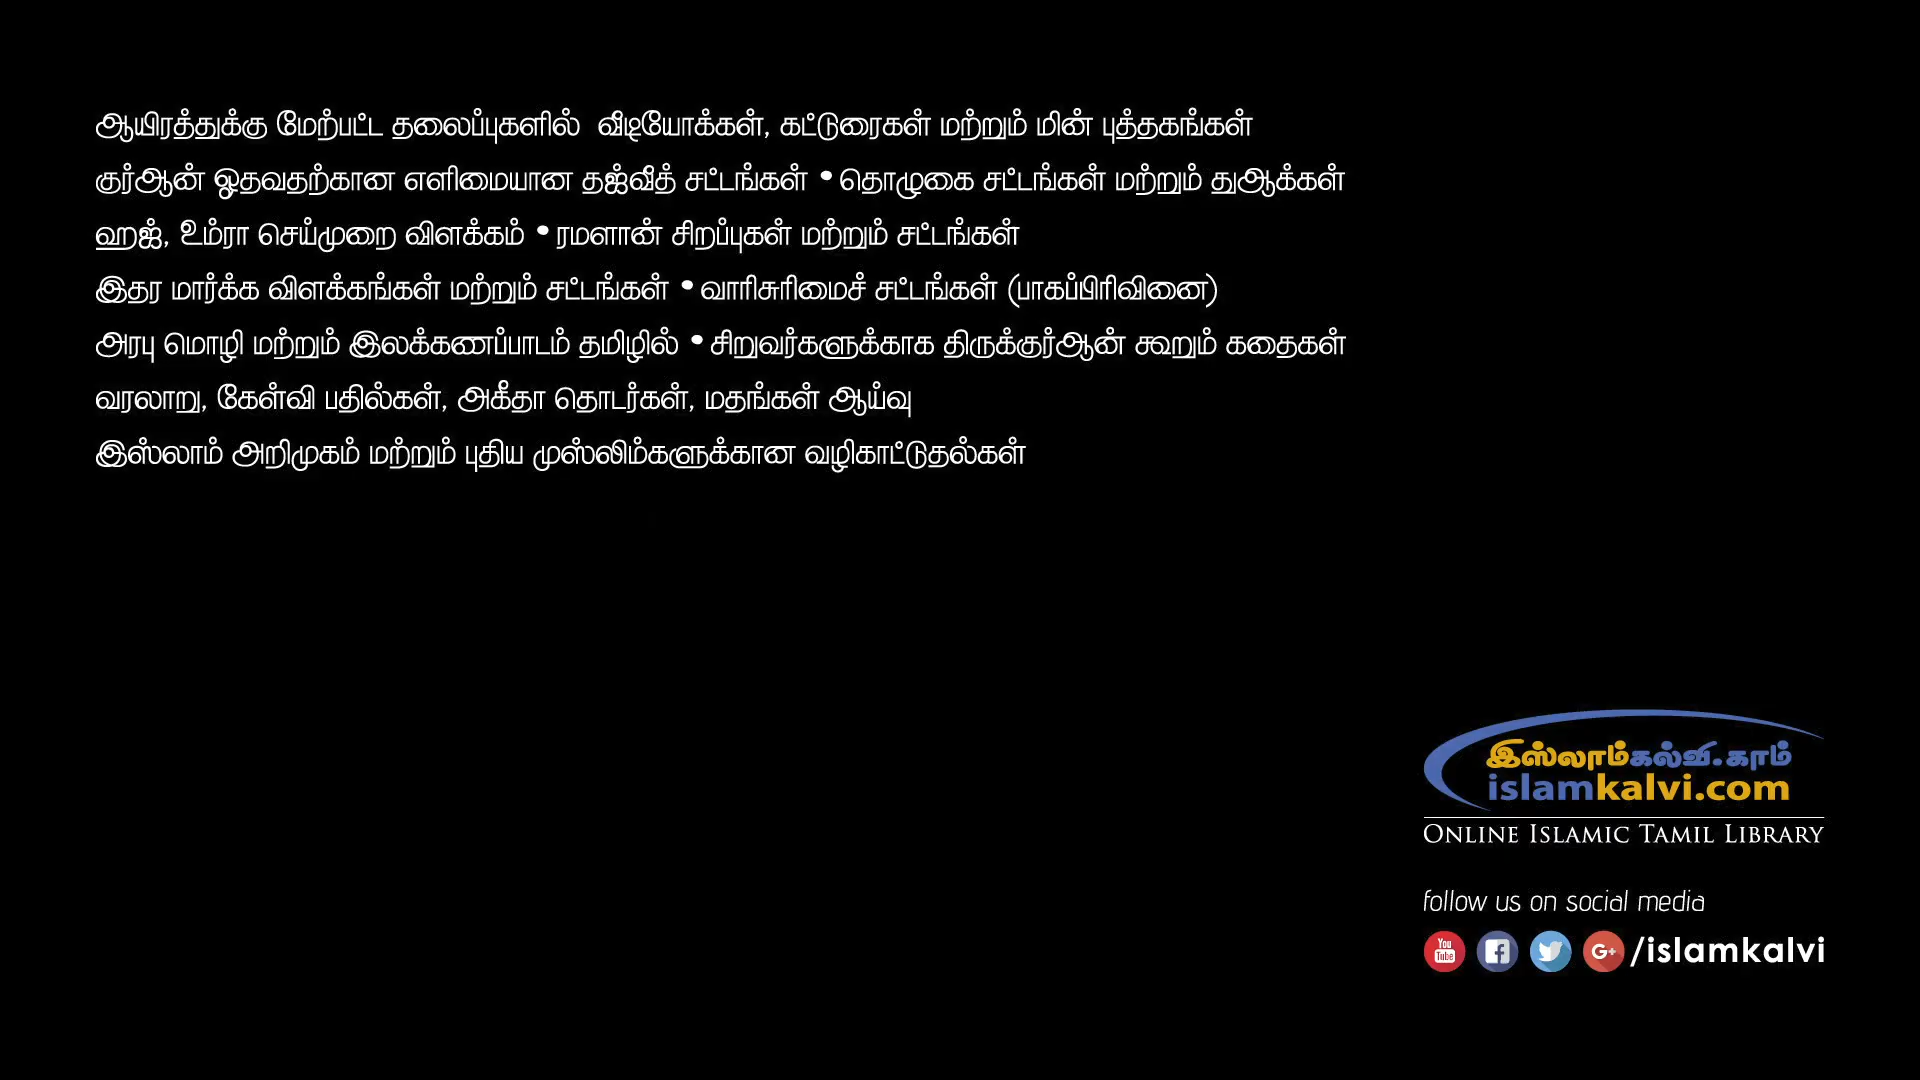 ஆயிரத்துக்கு மேற்பட்ட தலைப்புகளில் வீடியோக்கள், கட்டுரைகள் மற்றும் மின் புத்தகங்கள்
குர்ஆன் ஓதவதற்கான எளிமையான தஜ்வீத் சட்டங்கள் • தொழுகை சட்டங்கள் மற்றும் துஆக்கள்
ஹஜ், உம்ரா செய்முறை விளக்கம் • ரமளான் சிறப்புகள் மற்றும் சட்டங்கள்
இதர மார்க்க விளக்கங்கள் மற்றும் சட்டங்கள் • வாரிசுரிமைச் சட்டங்கள் (பாகப்பிரிவினை)
அரபு மொழி மற்றும் இலக்கணப்பாடம் தமிழில் • சிறுவர்களுக்காக திருக்குர்ஆன் கூறும் கதைகள்
வரலாறு, கேள்வி பதில்கள், அகீதா தொடர்கள், மதங்கள் ஆய்வு
இஸ்லாம் அறிமுகம் மற்றும் புதிய முஸ்லிம்களுக்கான வழிகாட்டுதல்கள்
இஸ்லாம்கல்வி.காம்
islamkalvi.com
ONLINE ISLAMIC TAMIL LIBRARY
follow us on social media
You Tube f G+ /islamkalvi